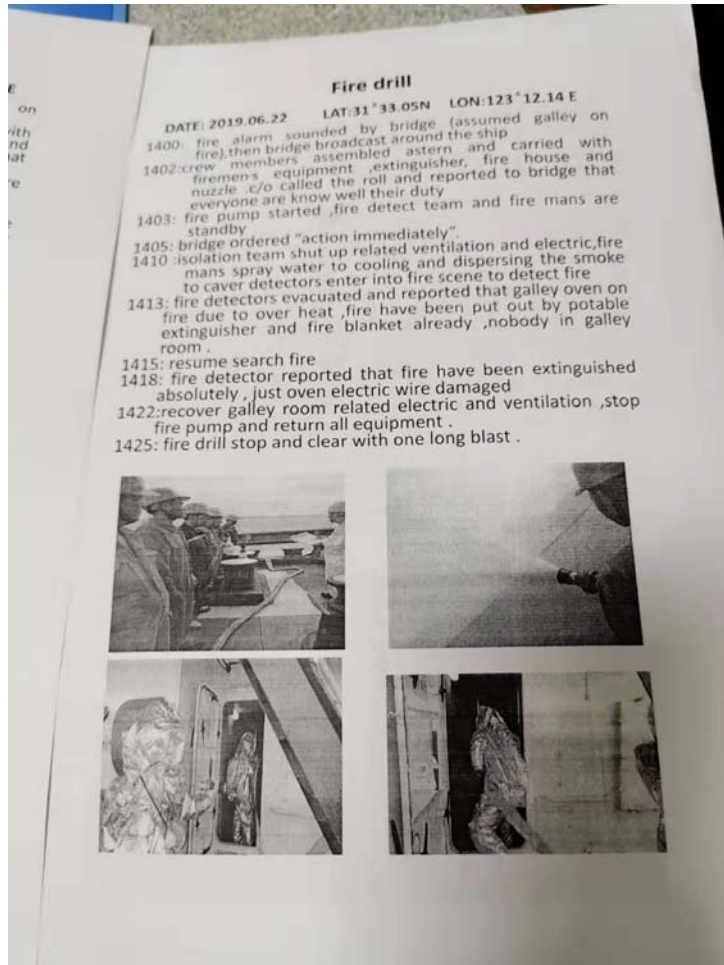 E
on
ith
nd
at
e
Fire drill
DATE: 2019.06.22 LAT:31°33.05N LON:123°12.14 E
1400: fire alarm sounded by bridge (assumed galley on
fire),then bridge broadcast around the ship
1402:crew members assembled astern and carried with
firemen's equipment ,extinguisher, fire house and
nuzzle .c/o called the roll and reported to bridge that
everyone are know well their duty
1403: fire pump started ,fire detect team and fire mans are
standby
1405: bridge ordered "action immediately".
1410 :isolation team shut up related ventilation and electric,fire
mans spray water to cooling and dispersing the smoke
to caver detectors enter into fire scene to detect fire
1413: fire detectors evacuated and reported that galley oven on
fire due to over heat ,fire have been put out by potable
extinguisher and fire blanket already ,nobody in galley
room .
1415: resume search fire
1418: fire detector reported that fire have been extinguished
absolutely , just oven electric wire damaged
1422:recover galley room related electric and ventilation ,stop
fire pump and return all equipment .
1425: fire drill stop and clear with one long blast .